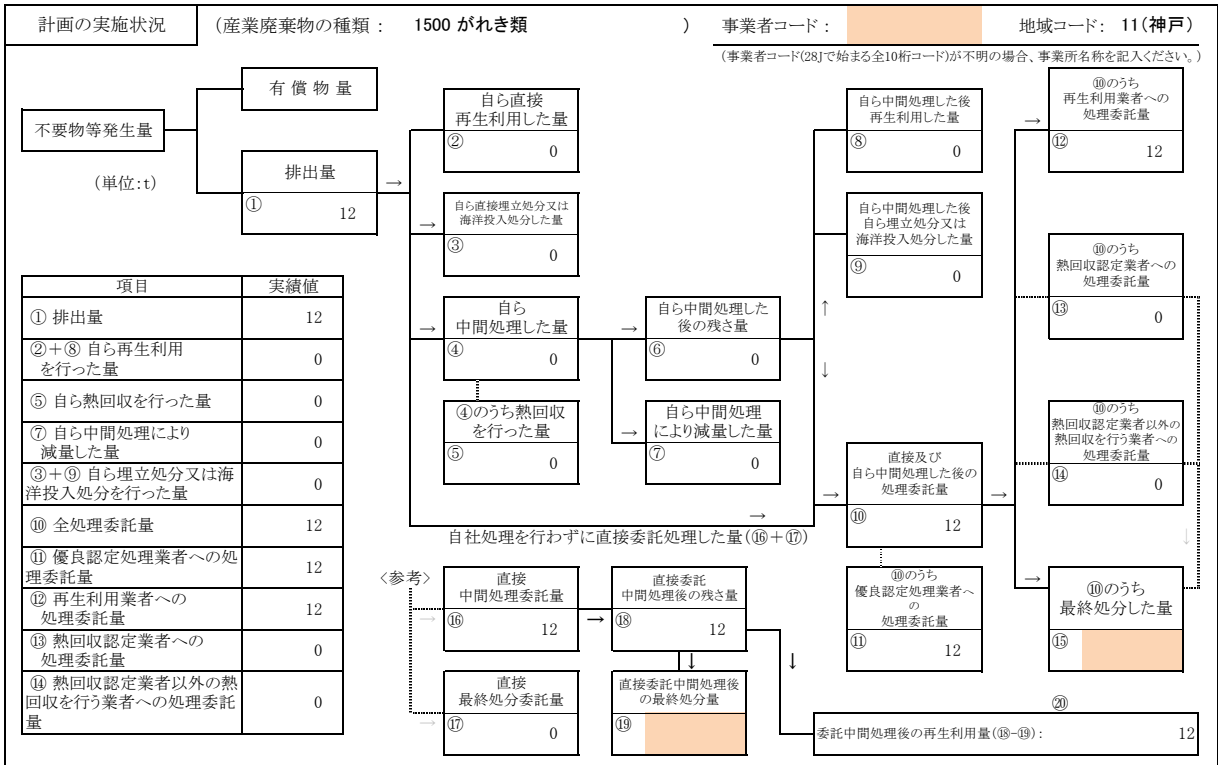 計画の実施状況 (産業廃棄物の種類： 1500 がれき類 ) 事業者コード： 地域コード： 11(神戸)
(事業者コード(28Jで始まる全10桁コード)が不明の場合、事業所名称を記入ください。)
不要物等発生量
(単位:t)
有償物量
排出量
① 12
→
自ら直接
再生利用した量
② 0
→
自ら直接埋立処分又は
海洋投入処分した量
③ 0
→
自ら
中間処理した量
④ 0
④のうち熱回収
を行った量
⑤ 0
→
自ら中間処理した
後の残さ量
⑥ 0
→
自ら中間処理
により減量した量
⑦ 0
自ら中間処理した後
再生利用した量
⑧ 0
自ら中間処理した後
自ら埋立処分又は
海洋投入処分した量
⑨ 0
↑
↓
→
直接及び
自ら中間処理した後の
処理委託量
⑩ 12
→
⑩のうち
優良認定処理業者へ
の
処理委託量
⑪ 12
→
⑩のうち
再生利用業者への
処理委託量
⑫ 12
⑩のうち
熱回収認定業者への
処理委託量
⑬ 0
⑩のうち
熱回収認定業者以外の
熱回収を行う業者への
処理委託量
⑭ 0
↓
→
⑩のうち
最終処分した量
⑮
→
自社処理を行わずに直接委託処理した量(⑯＋⑰)
〈参考〉
→
直接
中間処理委託量
⑯ 12
→
直接
最終処分委託量
⑰ 0
→
直接委託
中間処理後の残さ量
⑱ 12
↓
直接委託中間処理後
の最終処分量
⑲
↓
⑳
委託中間処理後の再生利用量(⑱-⑲)： 12
項目 実績値
① 排出量 12
②＋⑧ 自ら再生利用
を行った量 0
⑤ 自ら熱回収を行った量 0
⑦ 自ら中間処理により
減量した量 0
③＋⑨ 自ら埋立処分又は海
洋投入処分を行った量 0
⑩ 全処理委託量 12
⑪ 優良認定処理業者への処
理委託量 12
⑫ 再生利用業者への
処理委託量 12
⑬ 熱回収認定業者への
処理委託量 0
⑭ 熱回収認定業者以外の熱
回収を行う業者への処理委託
量 0